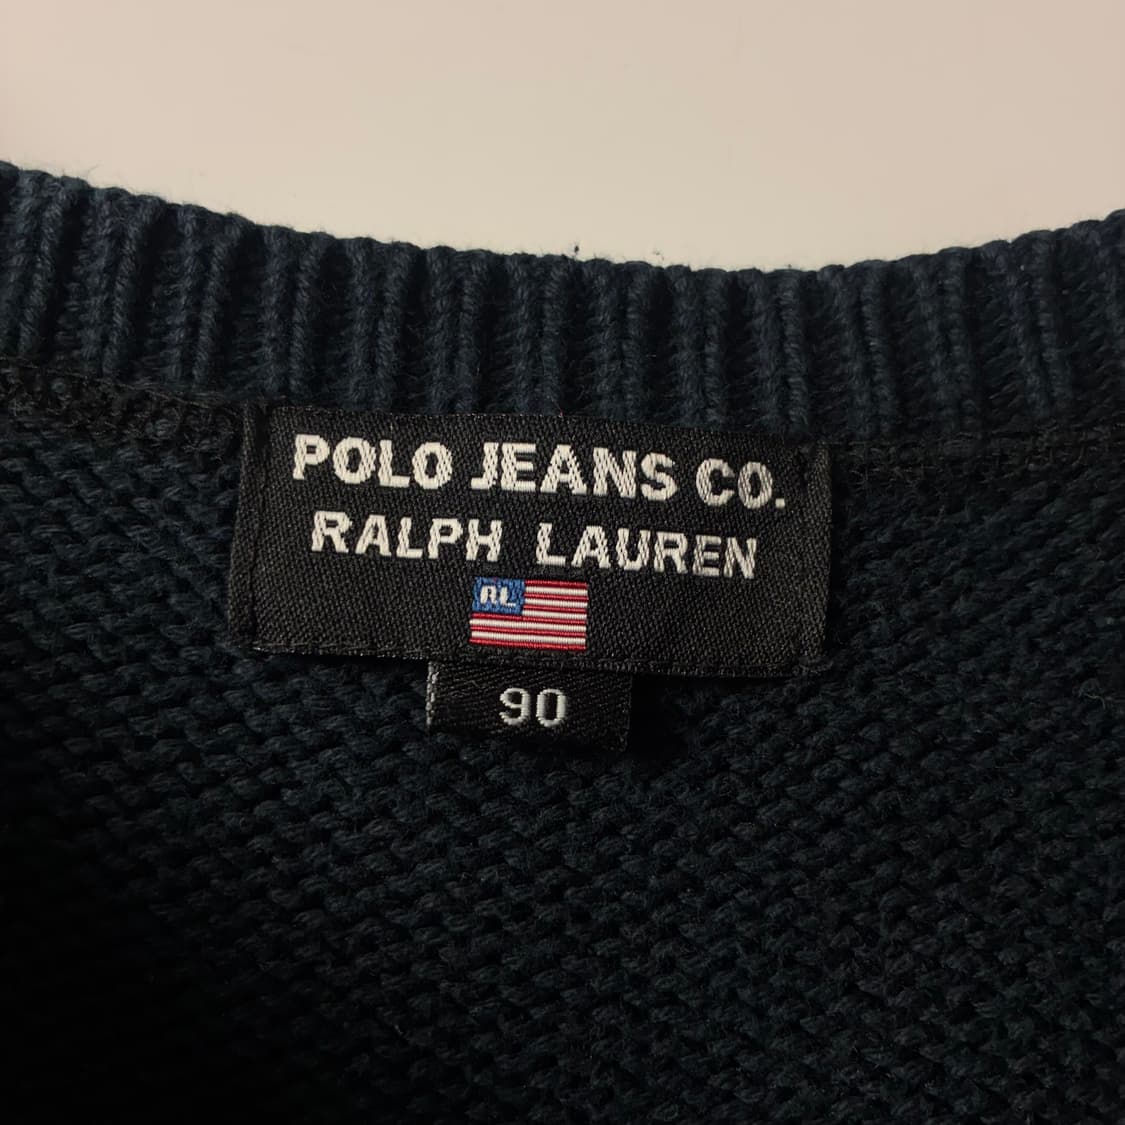 POLO JEANS CO.
RALPH LAUREN
RL
90